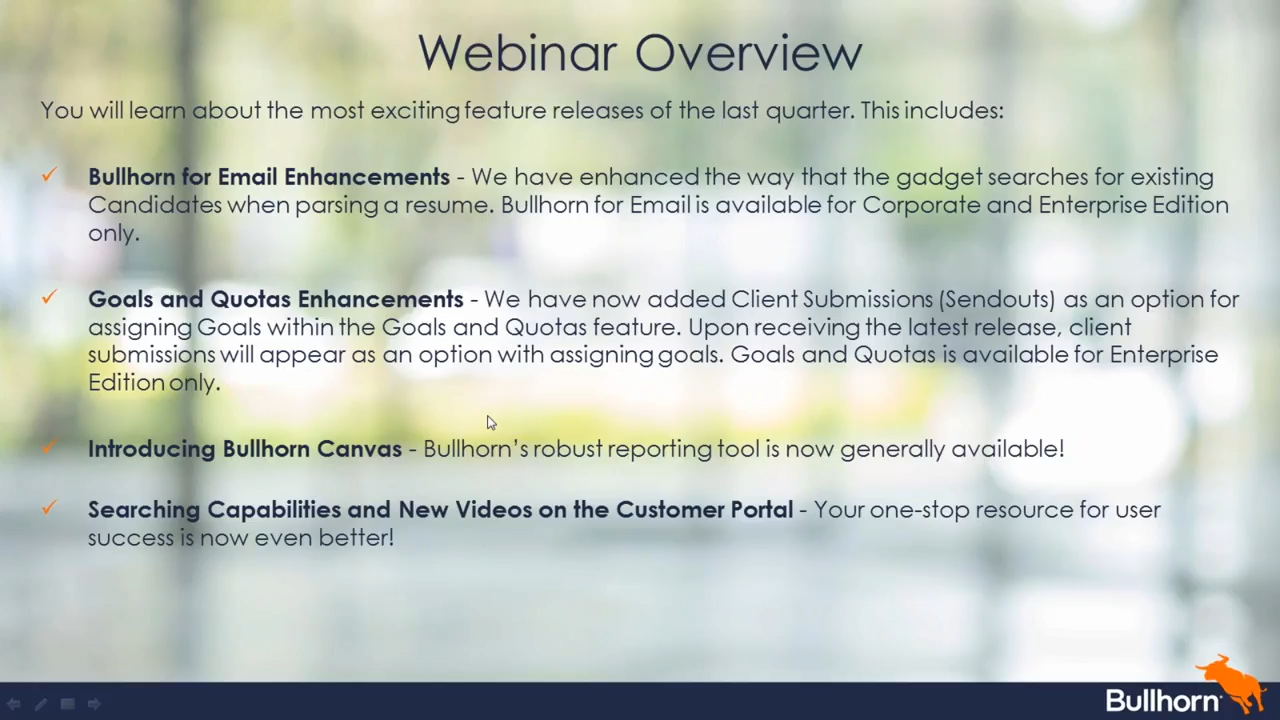 Webinar Overview
You will learn about the most exciting feature releases of the last quarter. This includes:
Bullhorn for Email Enhancements - We have enhanced the way that the gadget searches for existing
Candidates when parsing a resume. Bullhorn for Email is available for Corporate and Enterprise Edition
only.
Goals and Quotas Enhancements - We have now added Client Submissions (Sendouts) as an option for
assigning Goals within the Goals and Quotas feature. Upon receiving the latest release, client
submissions will appear as an option with assigning goals. Goals and Quotas is available for Enterprise
Edition only.
Introducing Bullhorn Canvas - Bullhorn’s robust reporting tool is now generally available!
Searching Capabilities and New Videos on the Customer Portal - Your one-stop resource for user
success is now even better!
Bullhorn